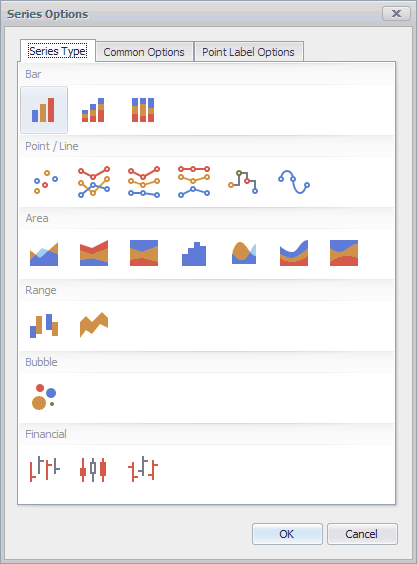 Series Options
Series Type Common Options Point Label Options
Bar
Point / Line
Area
Range
Bubble
Financial
OK Cancel